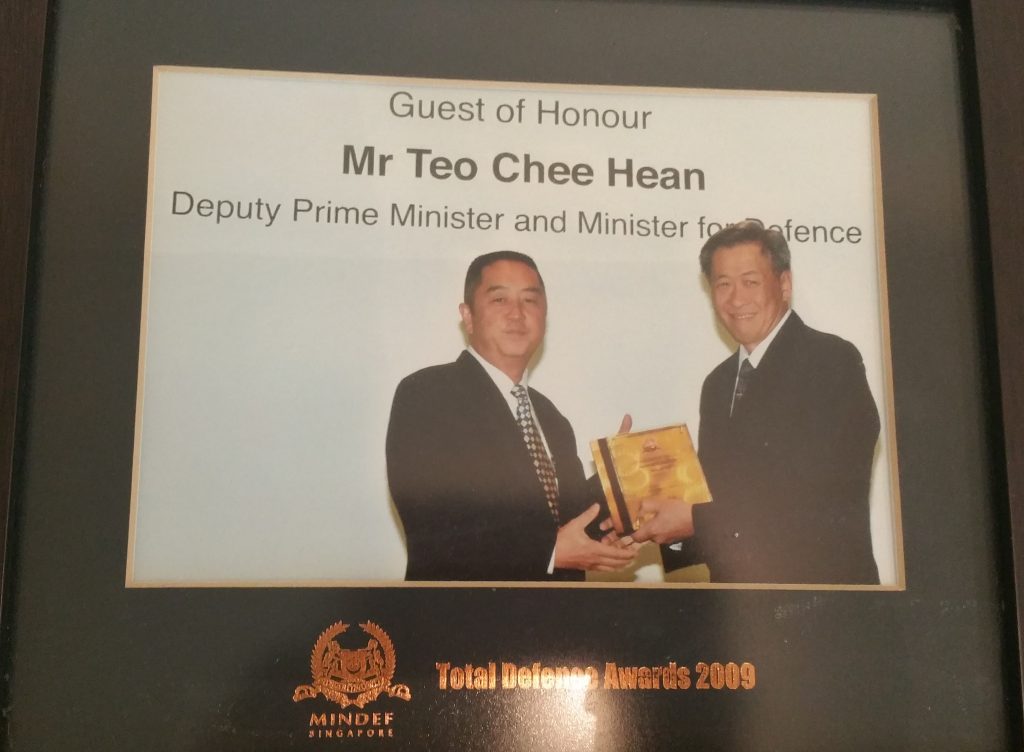 Guest of Honour
Mr Teo Chee Hean
Deputy Prime Minister and Minister for Defence
Total Defence Awards 2009
MINDEF
SINGAPORE